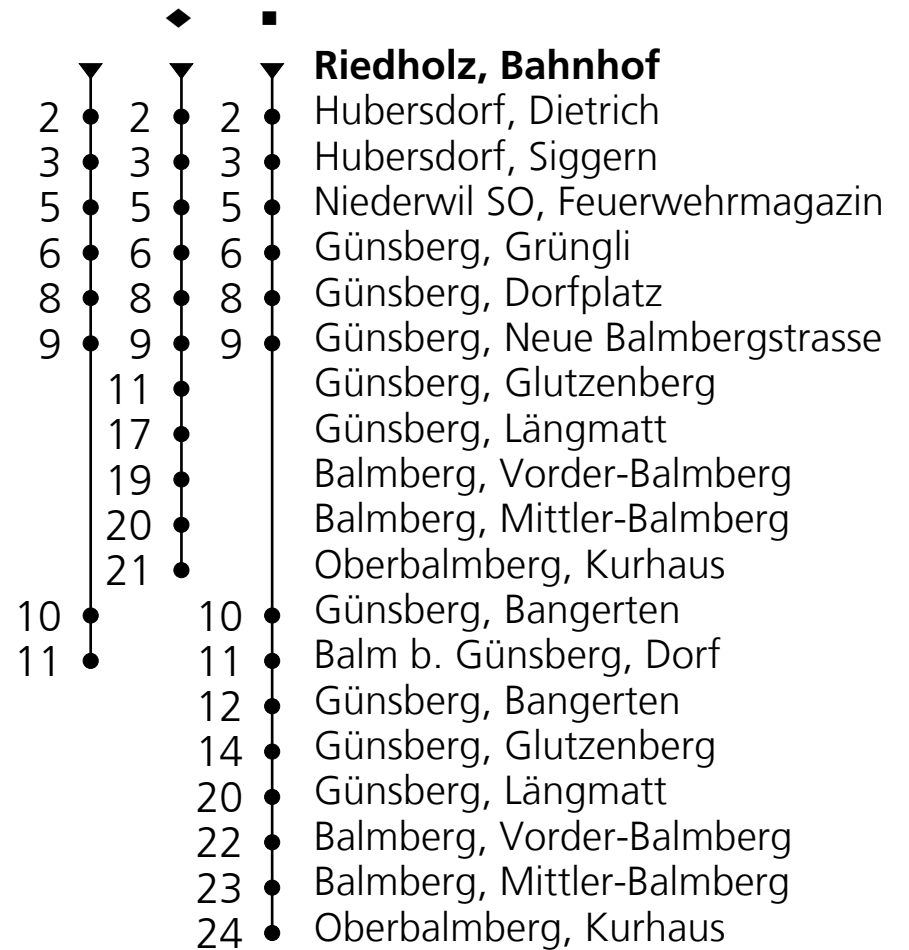 Riedholz, Bahnhof
2 2 2 Hubersdorf, Dietrich
3 3 3 Hubersdorf, Siggern
5 5 5 Niederwil SO, Feuerwehrmagazin
6 6 6 Günsberg, Grüngli
8 8 8 Günsberg, Dorfplatz
9 9 9 Günsberg, Neue Balmbergstrasse
11 Günsberg, Glutzenberg
17 Günsberg, Längmatt
19 Balmberg, Vorder-Balmberg
20 Balmberg, Mittler-Balmberg
21 Oberbalmberg, Kurhaus
10 10 Günsberg, Bangerten
11 11 Balm b. Günsberg, Dorf
12 Günsberg, Bangerten
14 Günsberg, Glutzenberg
20 Günsberg, Längmatt
22 Balmberg, Vorder-Balmberg
23 Balmberg, Mittler-Balmberg
24 Oberbalmberg, Kurhaus